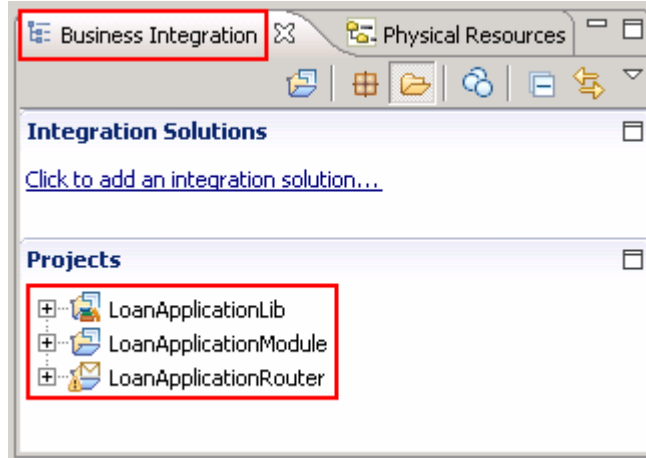 Business Integration
Physical Resources
Integration Solutions
Click to add an integration solution...
Projects
LoanApplicationLib
LoanApplicationModule
LoanApplicationRouter